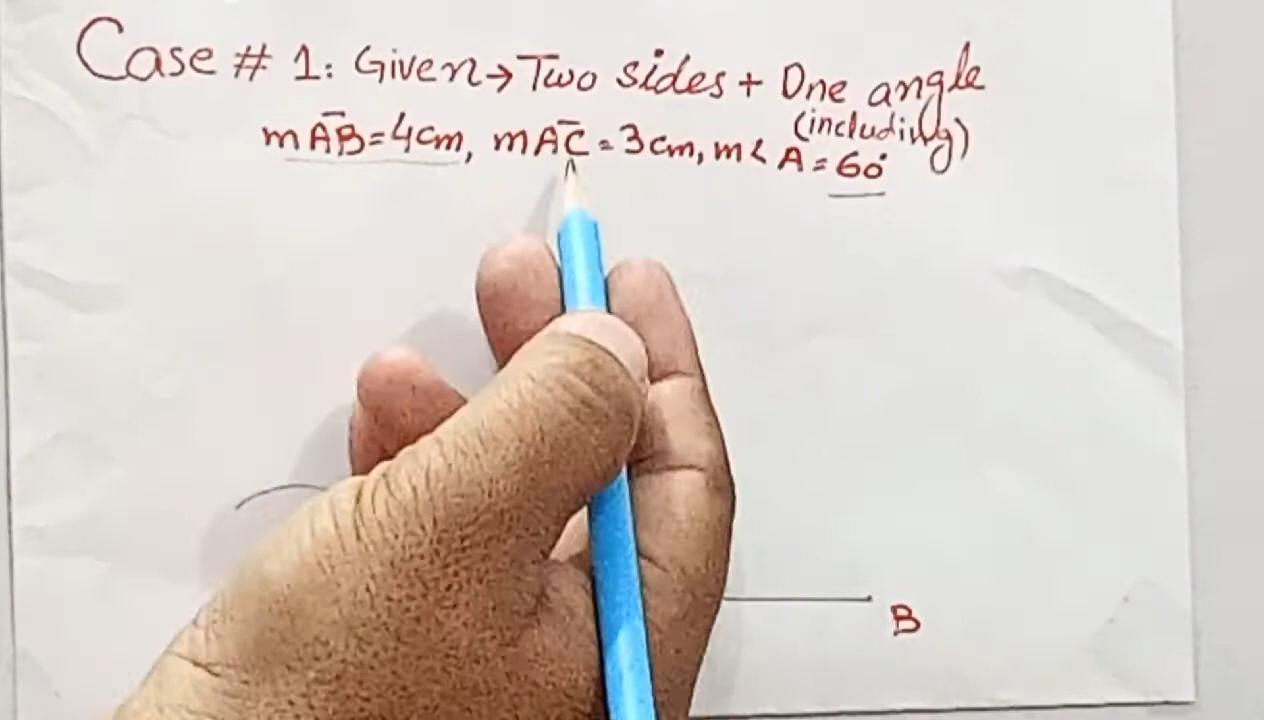 Case # 1: Given → Two sides + One angle
(including)
mAB = 4cm, mAC = 3cm, m< A = 60°
B